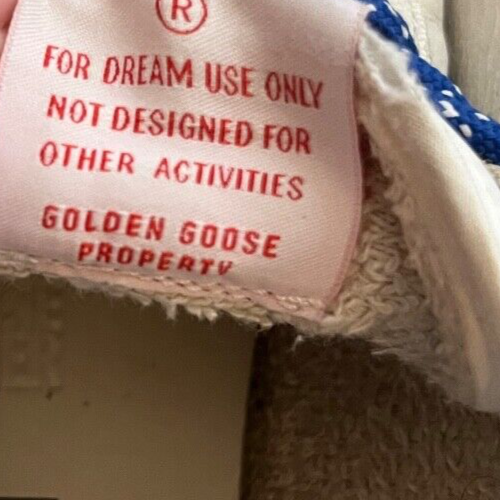 ®
FOR DREAM USE ONLY
NOT DESIGNED FOR
OTHER ACTIVITIES
GOLDEN GOOSE
PROPERTY